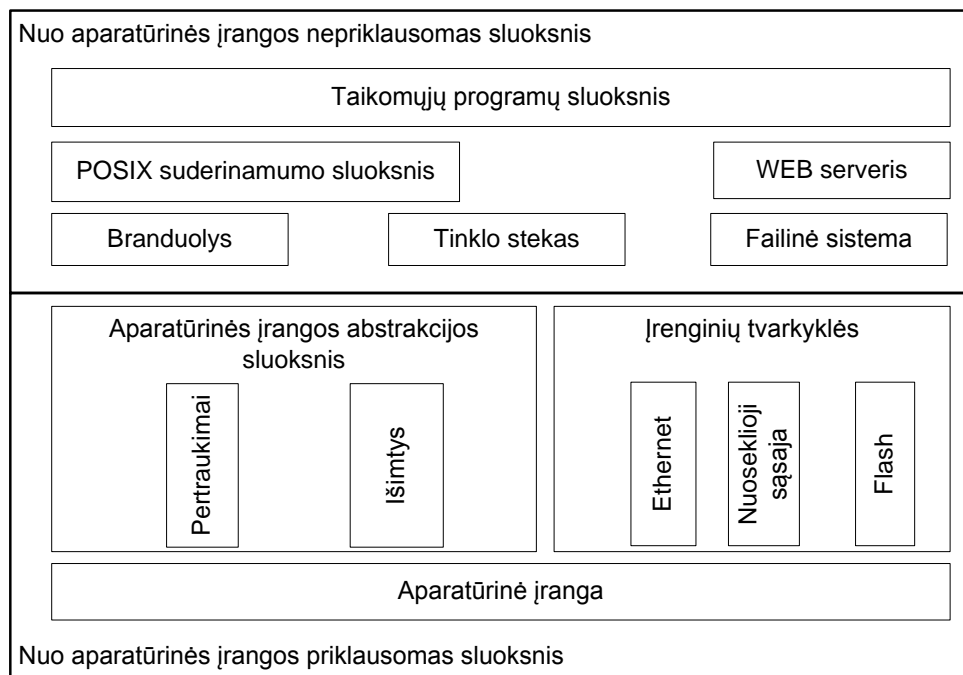 Nuo aparatūrinės įrangos nepriklausomas sluoksnis
Taikomųjų programų sluoksnis
POSIX suderinamumo sluoksnis
WEB serveris
Branduolys
Tinklo stekas
Failinė sistema
Aparatūrinės įrangos abstrakcijos
sluoksnis
Įrenginių tvarkyklės
Pertraukimai
Išimtys
Ethernet
Nuoseklioji
sąsaja
Flash
Aparatūrinė įranga
Nuo aparatūrinės įrangos priklausomas sluoksnis